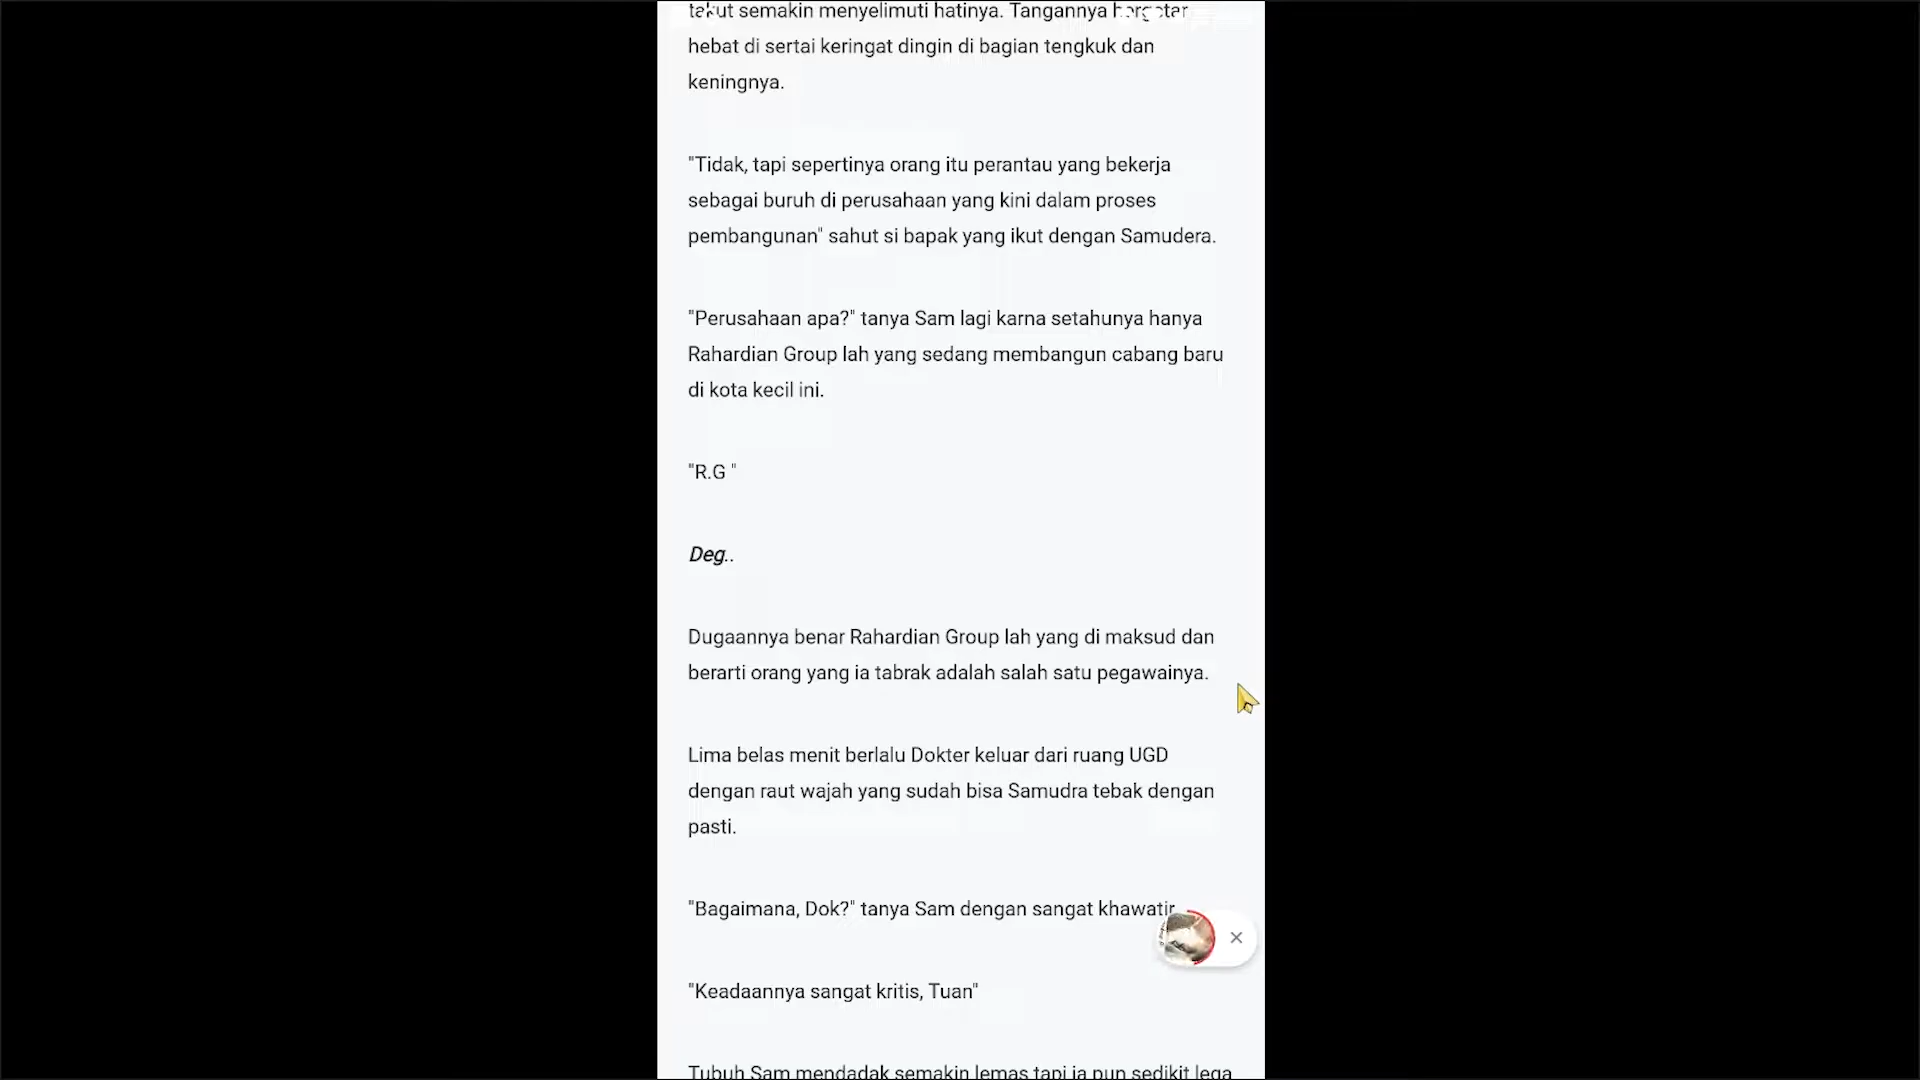 takut semakin menyelimuti hatinya. Tangannya bergetar
hebat di sertai keringat dingin di bagian tengkuk dan
keningnya.
"Tidak, tapi sepertinya orang itu perantau yang bekerja
sebagai buruh di perusahaan yang kini dalam proses
pembangunan" sahut si bapak yang ikut dengan Samudera.
"Perusahaan apa?" tanya Sam lagi karna setahunya hanya
Rahardian Group lah yang sedang membangun cabang baru
di kota kecil ini.
"R.G "
Deg..
Dugaannya benar Rahardian Group lah yang di maksud dan
berarti orang yang ia tabrak adalah salah satu pegawainya.
Lima belas menit berlalu Dokter keluar dari ruang UGD
dengan raut wajah yang sudah bisa Samudra tebak dengan
pasti.
"Bagaimana, Dok?" tanya Sam dengan sangat khawatir
"Keadaannya sangat kritis, Tuan"
Tubuh Sam mendadak semakin lemas tapi ia pun sedikit lega